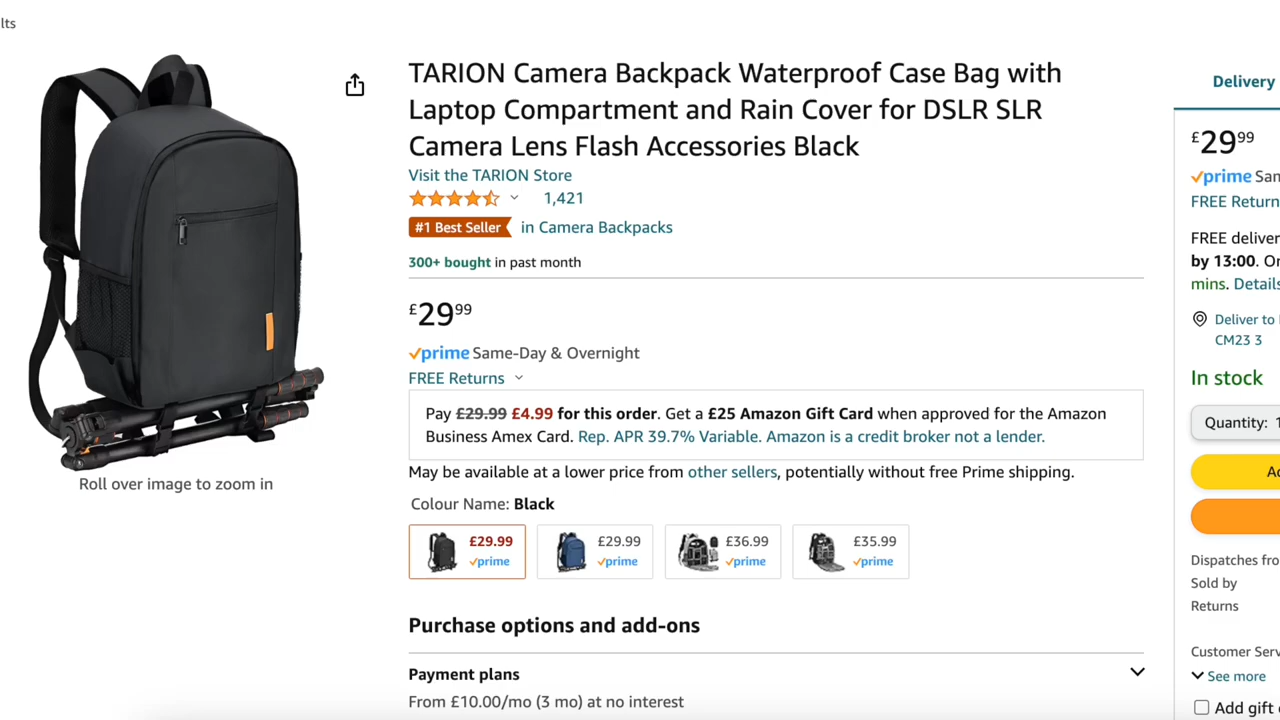 lts
TARION Camera Backpack Waterproof Case Bag with
Laptop Compartment and Rain Cover for DSLR SLR
Camera Lens Flash Accessories Black
Visit the TARION Store
1,421
#1 Best Seller in Camera Backpacks
300+ bought in past month
£29.99
prime Same-Day & Overnight
FREE Returns
Pay £29.99 £4.99 for this order. Get a £25 Amazon Gift Card when approved for the Amazon
Business Amex Card. Rep. APR 39.7% Variable. Amazon is a credit broker not a lender.
May be available at a lower price from other sellers, potentially without free Prime shipping.
Colour Name: Black
£29.99 £29.99 £36.99 £35.99
prime prime prime prime
Purchase options and add-ons
Payment plans
From £10.00/mo (3 mo) at no interest
Roll over image to zoom in
Delivery
£29.99
prime San
FREE Return
FREE deliver
by 13:00. Or
mins. Details
Deliver to
CM23 3
In stock
Quantity: 1
Ad
Dispatches fro
Sold by
Returns
Customer Serv
See more
Add gift